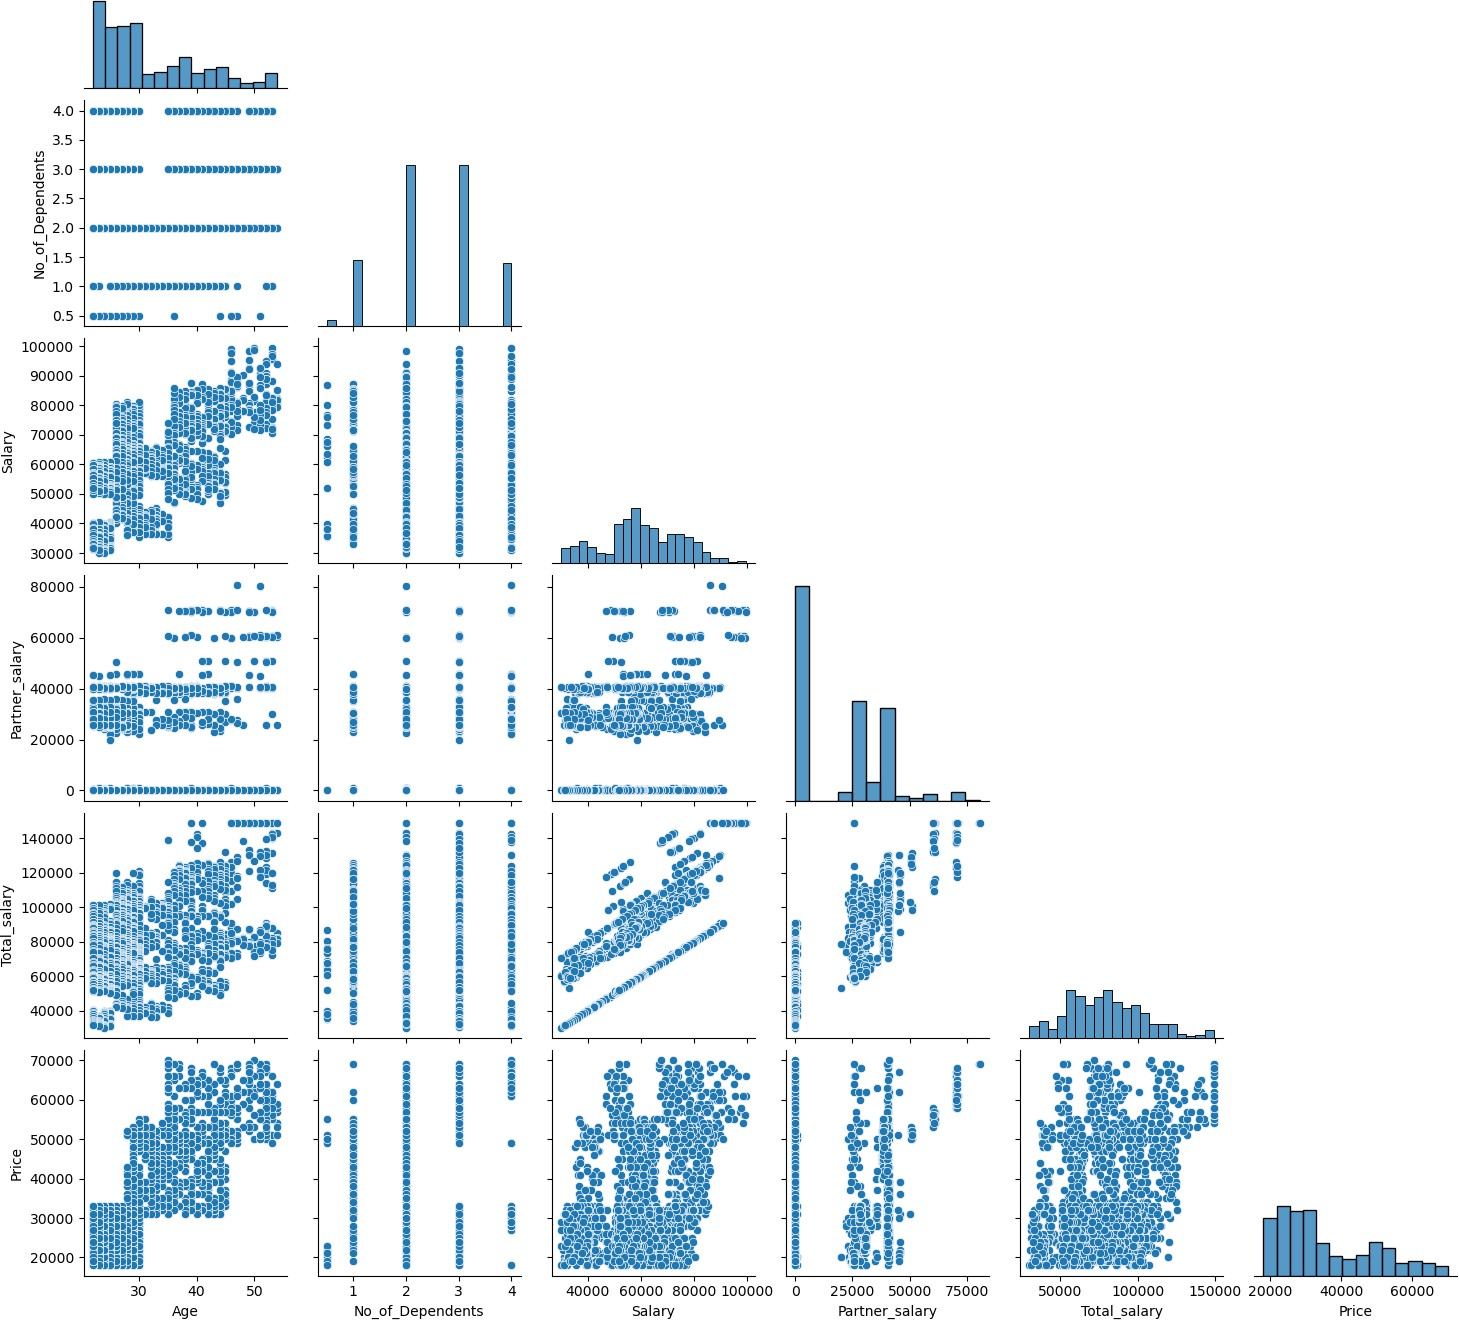 4.0
3.5
3.0
2.5
2.0
1.5
1.0
0.5
No_of_Dependents
100000
90000
80000
70000
60000
50000
40000
30000
Salary
80000
60000
40000
20000
0
Partner_salary
140000
120000
100000
80000
60000
40000
Total_salary
70000
60000
50000
40000
30000
20000
Price
30 40 50
Age
1 2 3 4
No_of_Dependents
40000 60000 80000 100000
Salary
0 25000 50000 75000
Partner_salary
50000 100000 150000
Total_salary
20000 40000 60000
Price